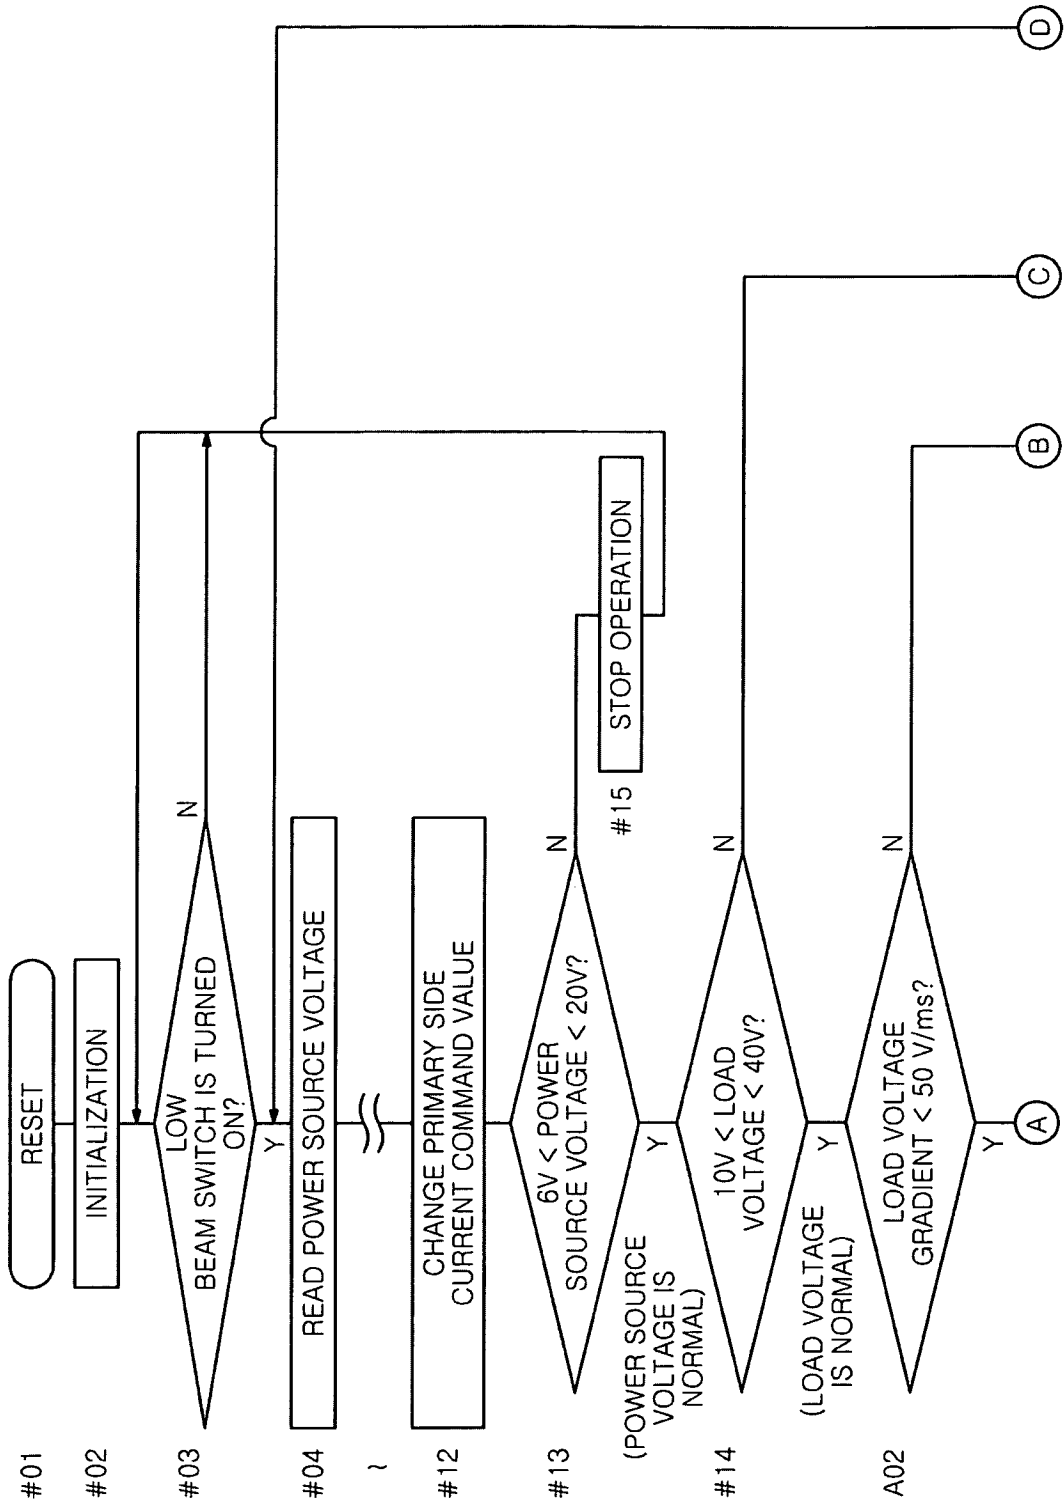 #01
RESET
#02
INITIALIZATION
#03
LOW
BEAM SWITCH IS TURNED
ON?
N
Y
#04
READ POWER SOURCE VOLTAGE
~
#12
CHANGE PRIMARY SIDE
CURRENT COMMAND VALUE
#13
6V < POWER
SOURCE VOLTAGE < 20V?
N
Y
(POWER SOURCE
VOLTAGE IS
NORMAL)
#15
STOP OPERATION
#14
10V < LOAD
VOLTAGE < 40V?
N
Y
(LOAD VOLTAGE
IS NORMAL)
A02
LOAD VOLTAGE
GRADIENT < 50 V/ms?
N
Y
A
B
C
D